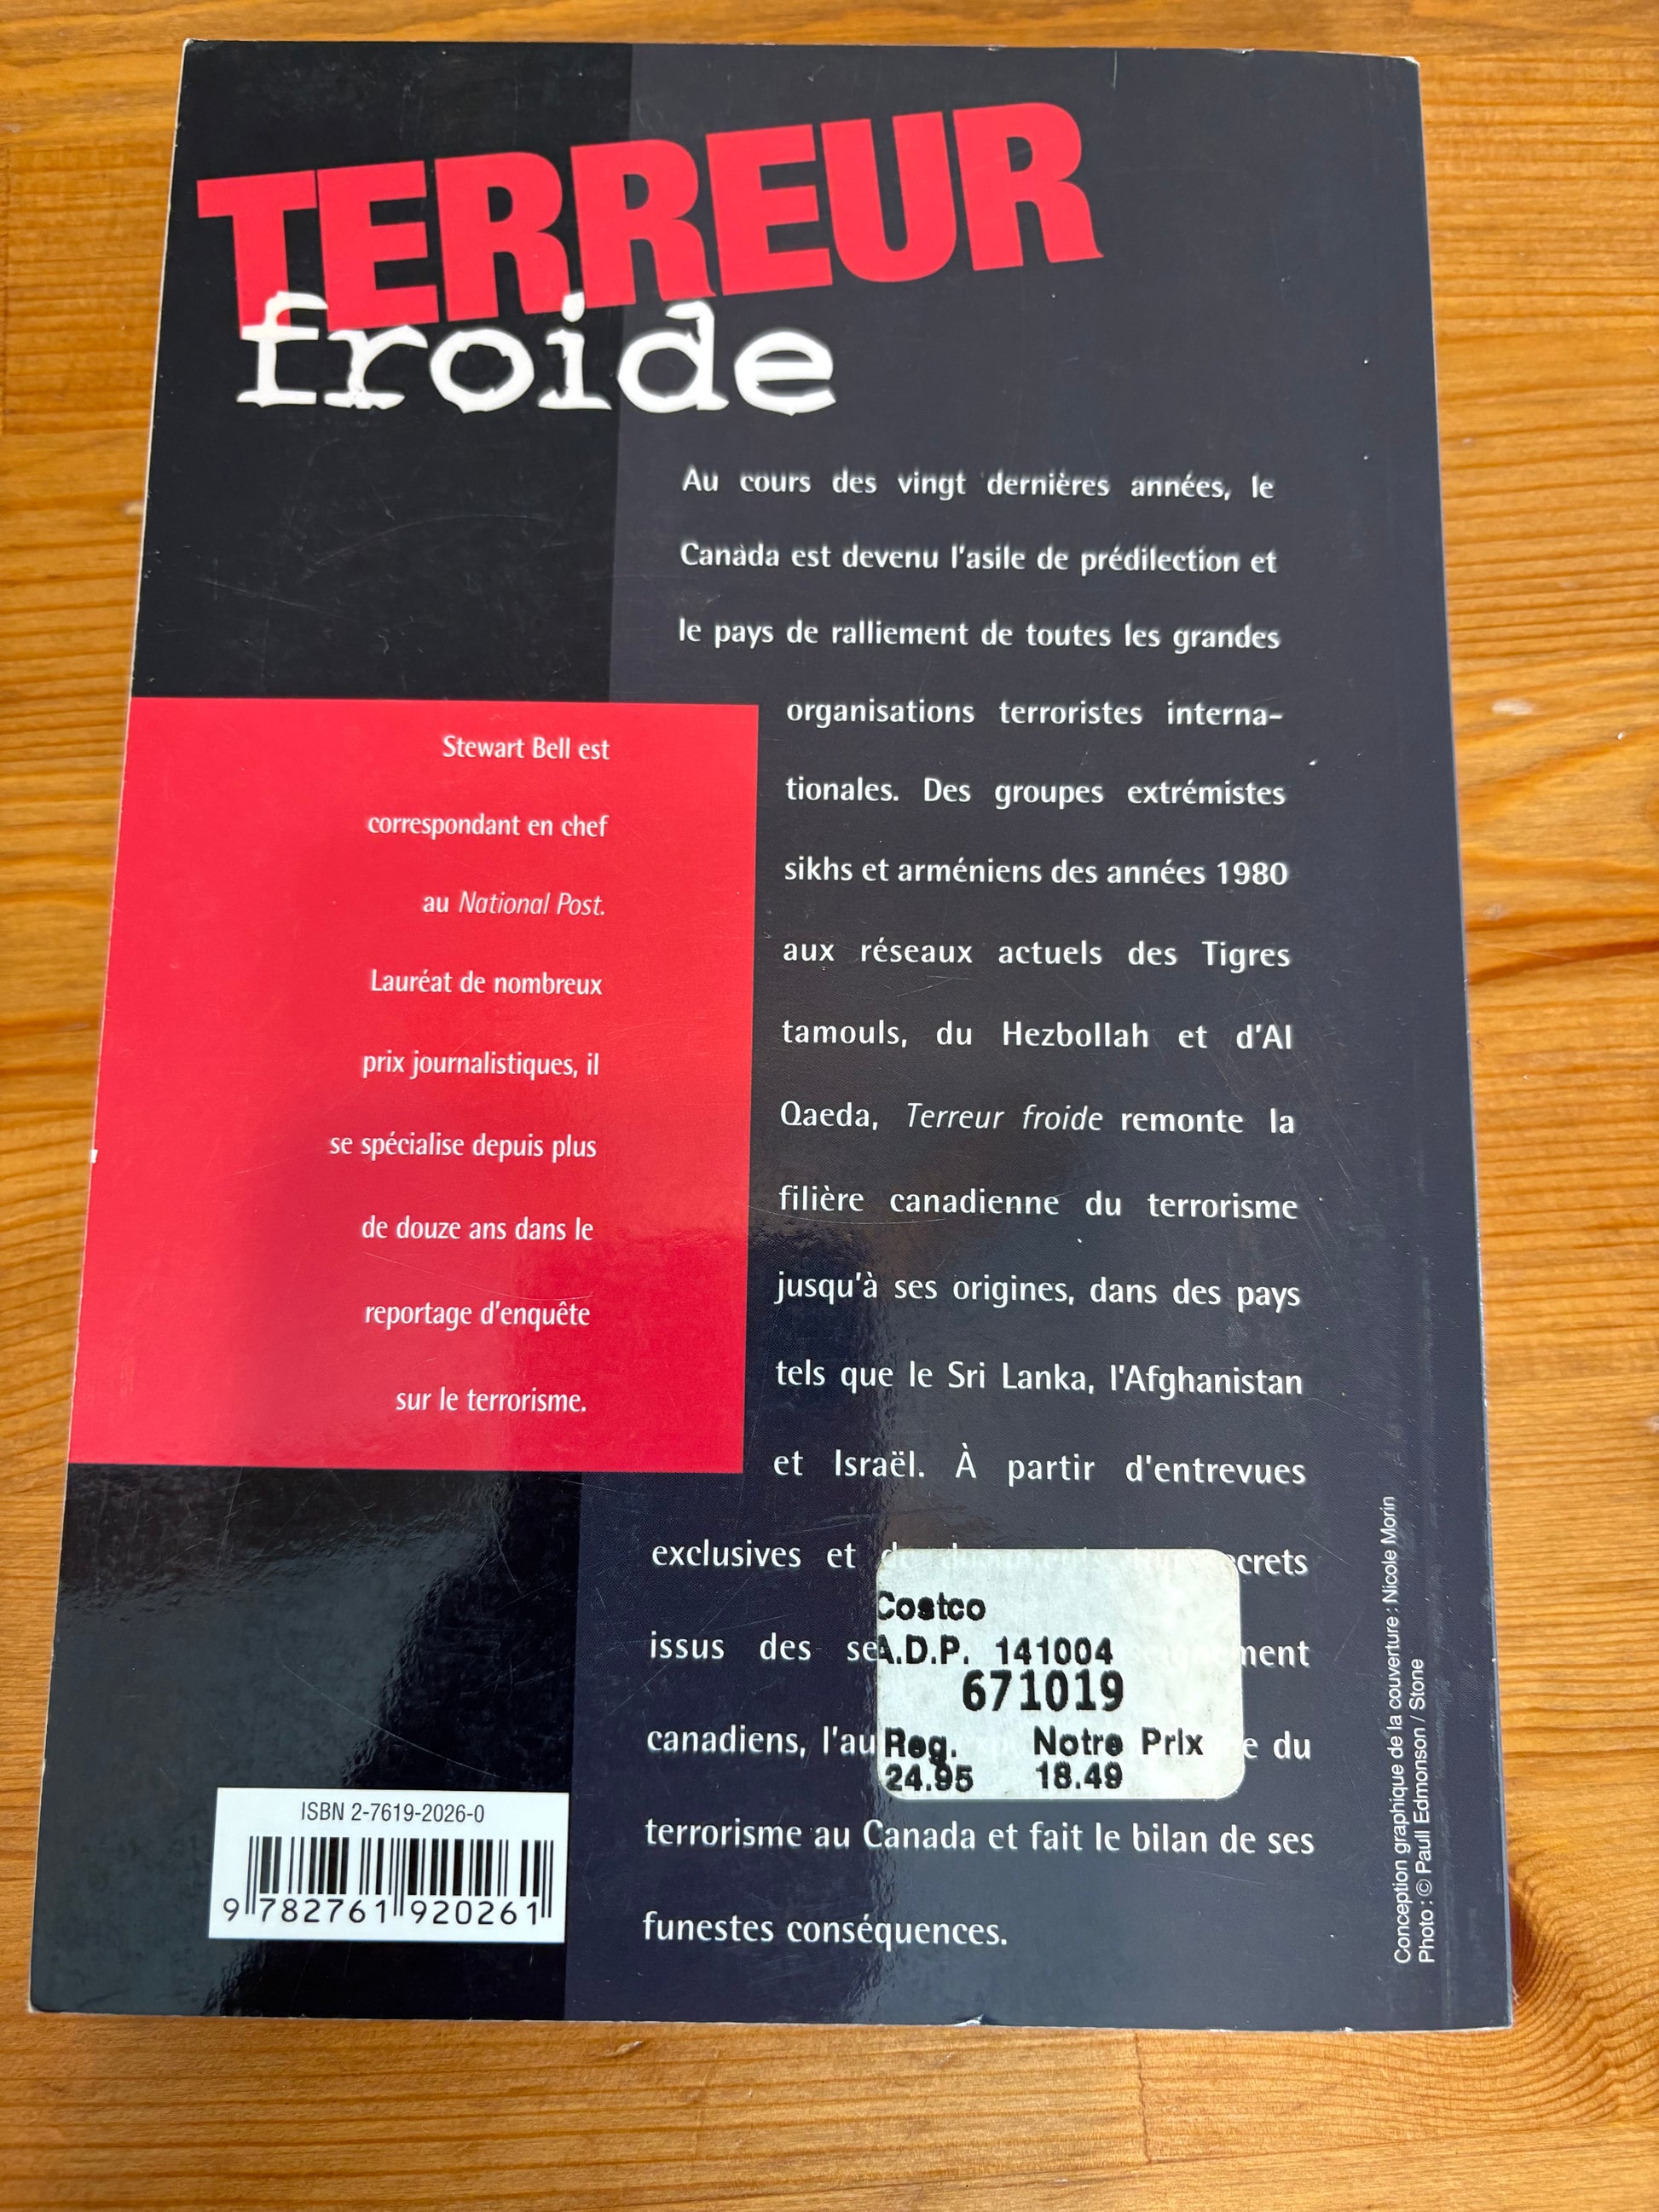 TERREUR
froide
Au cours des vingt dernières années, le
Canada est devenu l'asile de prédilection et
le pays de ralliement de toutes les grandes
organisations terroristes interna-
tionales. Des groupes extrémistes
sikhs et arméniens des années 1980
aux réseaux actuels des Tigres
tamouls, du Hezbollah et d'Al
Qaeda, Terreur froide remonte la
filière canadienne du terrorisme
jusqu'à ses origines, dans des pays
tels que le Sri Lanka, l'Afghanistan
et Israël. À partir d'entrevues
exclusives et
issus des
canadiens, du
terrorisme au Canada et fait le bilan de ses
funestes conséquences.
Stewart Bell est
correspondant en chef
au National Post.
Lauréat de nombreux
prix journalistiques, il
se spécialise depuis plus
de douze ans dans le
reportage d'enquête
sur le terrorisme.
Costco
A.D.P. 141004
671019
Reg. Notre Prix
24.95 18.49
ISBN 2-7619-2026-0
9 782761 920261
Conception graphique de la couverture : Nicole Morin
Photo : © Paull Edmonson / Stone